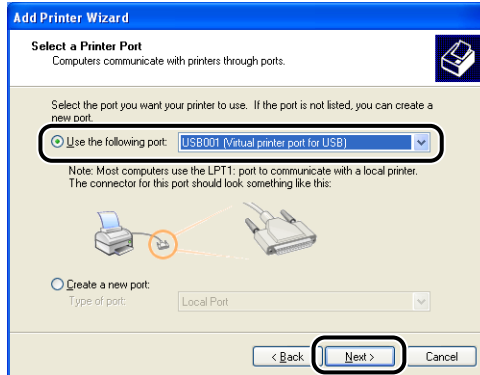 Add Printer Wizard
Select a Printer Port
Computers communicate with printers through ports.
Select the port you want your printer to use. If the port is not listed, you can create a
new port.
Use the following port: USB001 (Virtual printer port for USB)
Note: Most computers use the LPT1: port to communicate with a local printer.
The connector for this port should look something like this:
Create a new port:
Type of port: Local Port
< Back Next > Cancel